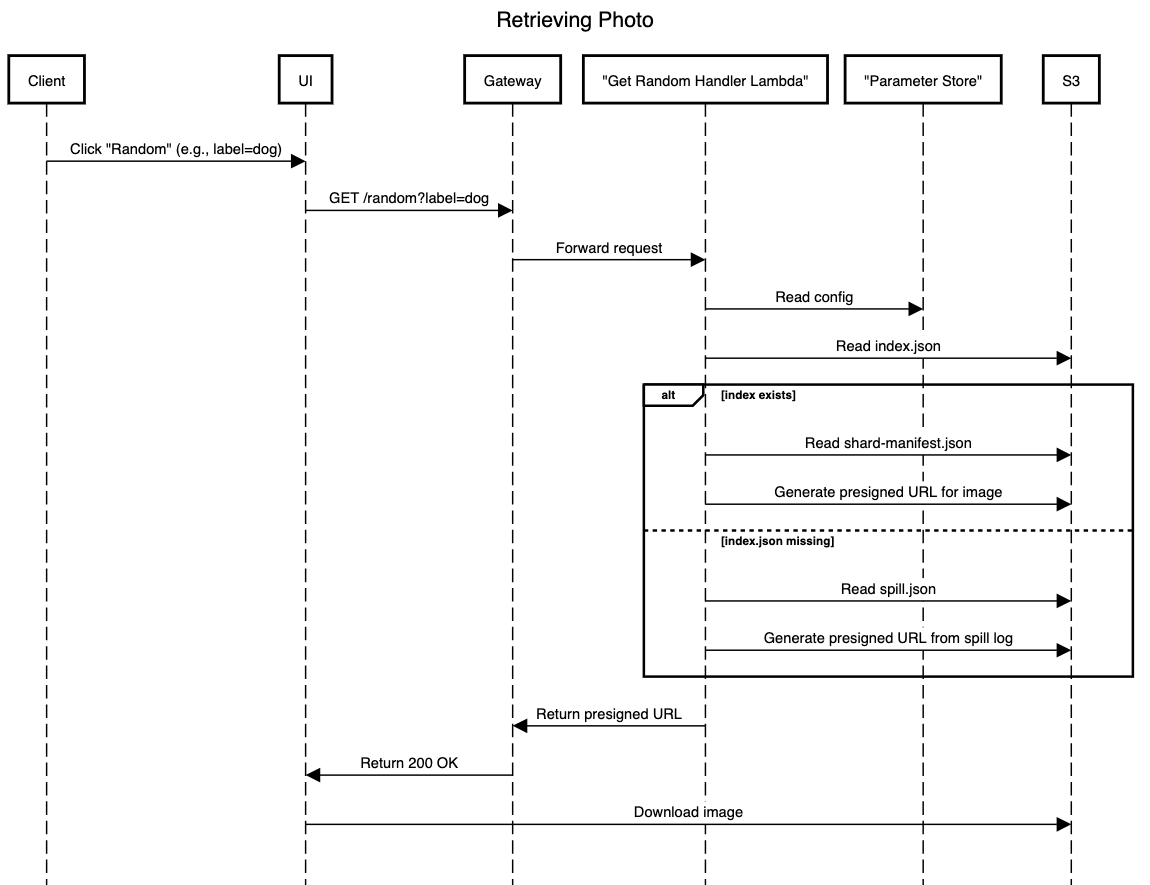 Retrieving Photo
Client
UI
Gateway
"Get Random Handler Lambda"
"Parameter Store"
S3
Click "Random" (e.g., label=dog)
GET /random?label=dog
Forward request
Read config
Read index.json
alt
[index exists]
Read shard-manifest.json
Generate presigned URL for image
[index.json missing]
Read spill.json
Generate presigned URL from spill log
Return presigned URL
Return 200 OK
Download image